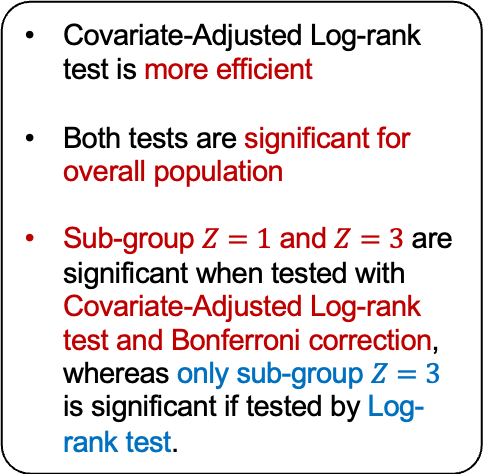 • Covariate-Adjusted Log-rank
test is more efficient
• Both tests are significant for
overall population
• Sub-group Z = 1 and Z = 3 are
significant when tested with
Covariate-Adjusted Log-rank
test and Bonferroni correction,
whereas only sub-group Z = 3
is significant if tested by Log-
rank test.